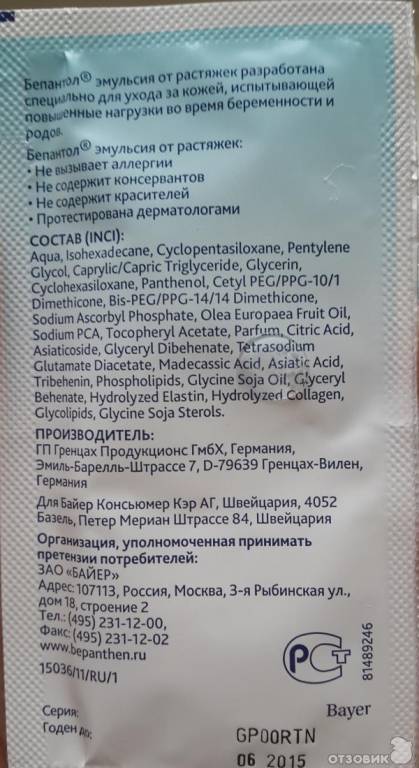 Бепантол® эмульсия от растяжек разработана
специально для ухода за кожей, испытывающей
повышенные нагрузки во время беременности и
родов.
Бепантол® эмульсия от растяжек:
• Не вызывает аллергии
• Не содержит консервантов
• Не содержит красителей
• Протестирована дерматологами
СОСТАВ (INCI):
Aqua, Isohexadecane, Cyclopentasiloxane, Pentylene
Glycol, Caprylic/Capric Triglyceride, Glycerin,
Cyclohexasiloxane, Panthenol, Cetyl PEG/PPG-10/1
Dimethicone, Bis-PEG/PPG-14/14 Dimethicone,
Sodium Ascorbyl Phosphate, Olea Europaea Fruit Oil,
Sodium PCA, Tocopheryl Acetate, Parfum, Citric Acid,
Asiaticoside, Glyceryl Dibehenate, Tetrasodium
Glutamate Diacetate, Madecassic Acid, Asiatic Acid,
Tribehenin, Phospholipids, Glycine Soja Oil, Glyceryl
Behenate, Hydrolyzed Elastin, Hydrolyzed Collagen,
Glycolipids, Glycine Soja Sterols.
ПРОИЗВОДИТЕЛЬ:
ГП Гренцах Продукционс ГмбХ, Германия,
Эмиль-Барелль-Штрассе 7, D-79639 Гренцах-Вилен,
Германия
Для Байер Консьюмер Кэр АГ, Швейцария, 4052
Базель, Петер Мериан Штрассе 84, Швейцария
Организация, уполномоченная принимать
претензии потребителей:
ЗАО «БАЙЕР»
Адрес: 107113, Россия, Москва, 3-я Рыбинская ул.,
дом 18, строение 2
Тел.: (495) 231-12-00,
Факс: (495) 231-12-02
www.bepanthen.ru
15036/11/RU/1
РСТ
81489246
Bayer
Серия: GP00RTN
Годен до: 06 2015
ОТЗОВИК